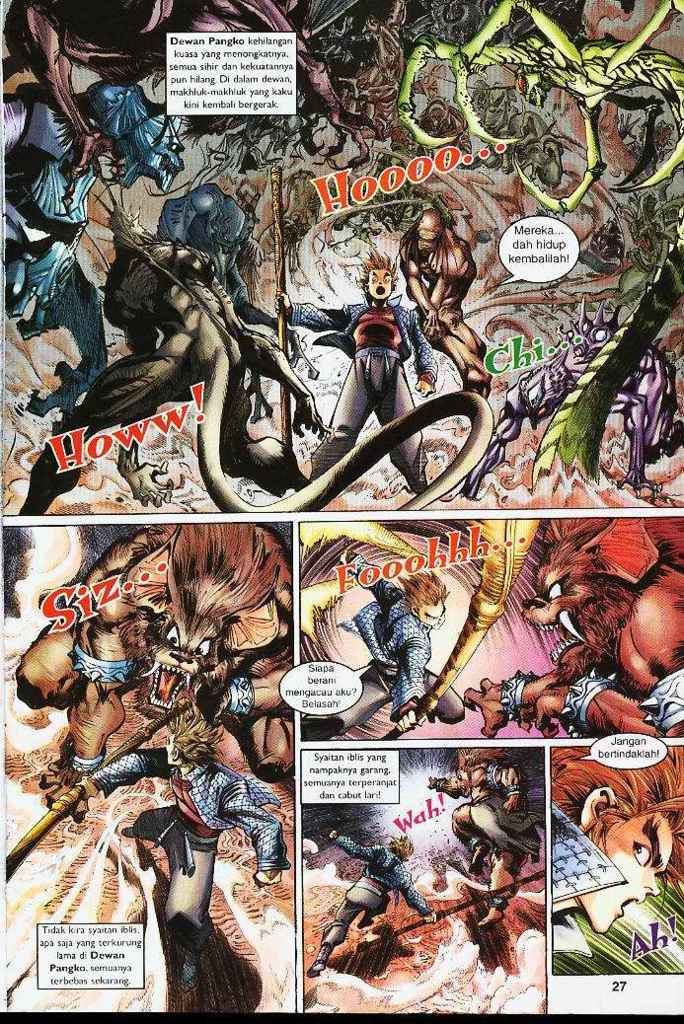 Dewan Pangko kehilangan
kuasa yang menongkatnya,
semua sihir dan kekuatannya
pun hilang. Di dalam dewan,
makhluk-makhluk yang kaku
kini kembali bergerak.
Hoooo...
Mereka...
dah hidup
kembalilah!
Chi...
Howw!
Siz...
Tidak kira syaitan iblis,
apa saja yang terkurung
lama di Dewan
Pangko, semuanya
terbebas sekarang.
Fooohhh...
Siapa
berani
mengacau aku?
Belasah!
Syaitan iblis yang
nampaknya garang,
semuanya terperanjat
dan cabut lari!
Wah!
Jangan
bertindaklah!
Ah!
27